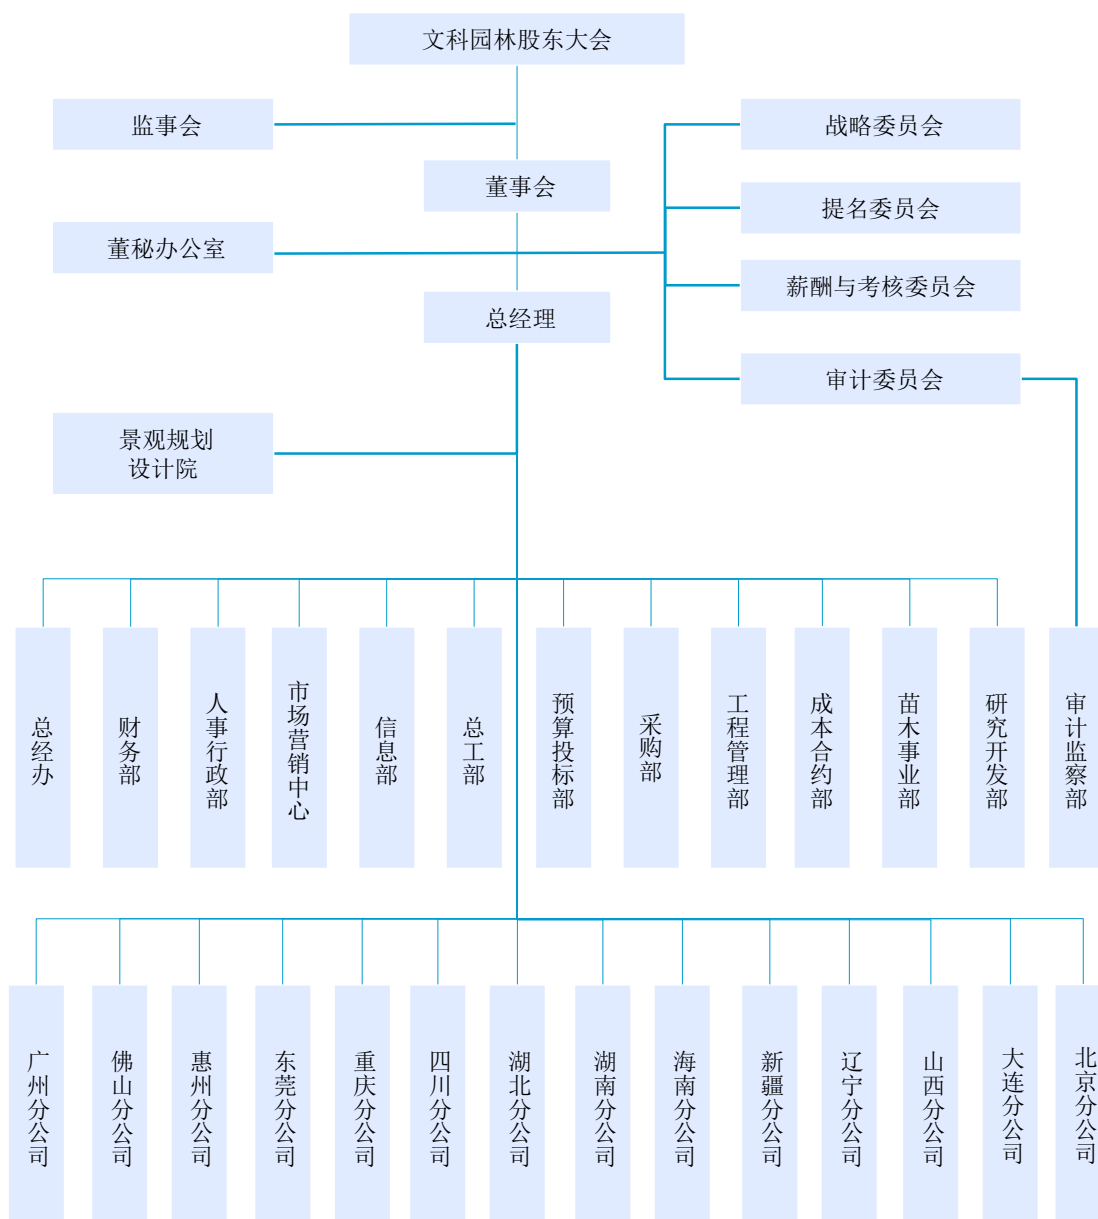 文科园林股东大会
监事会
战略委员会
董事会
提名委员会
董秘办公室
薪酬与考核委员会
总经理
审计委员会
景观规划
设计院
总经办
财务部
人事行政部
市场营销中心
信息部
总工部
预算投标部
采购部
工程管理部
成本合约部
苗木事业部
研究开发部
审计监察部
广州分公司
佛山分公司
惠州分公司
东莞分公司
重庆分公司
四川分公司
湖北分公司
湖南分公司
海南分公司
新疆分公司
辽宁分公司
山西分公司
大连分公司
北京分公司